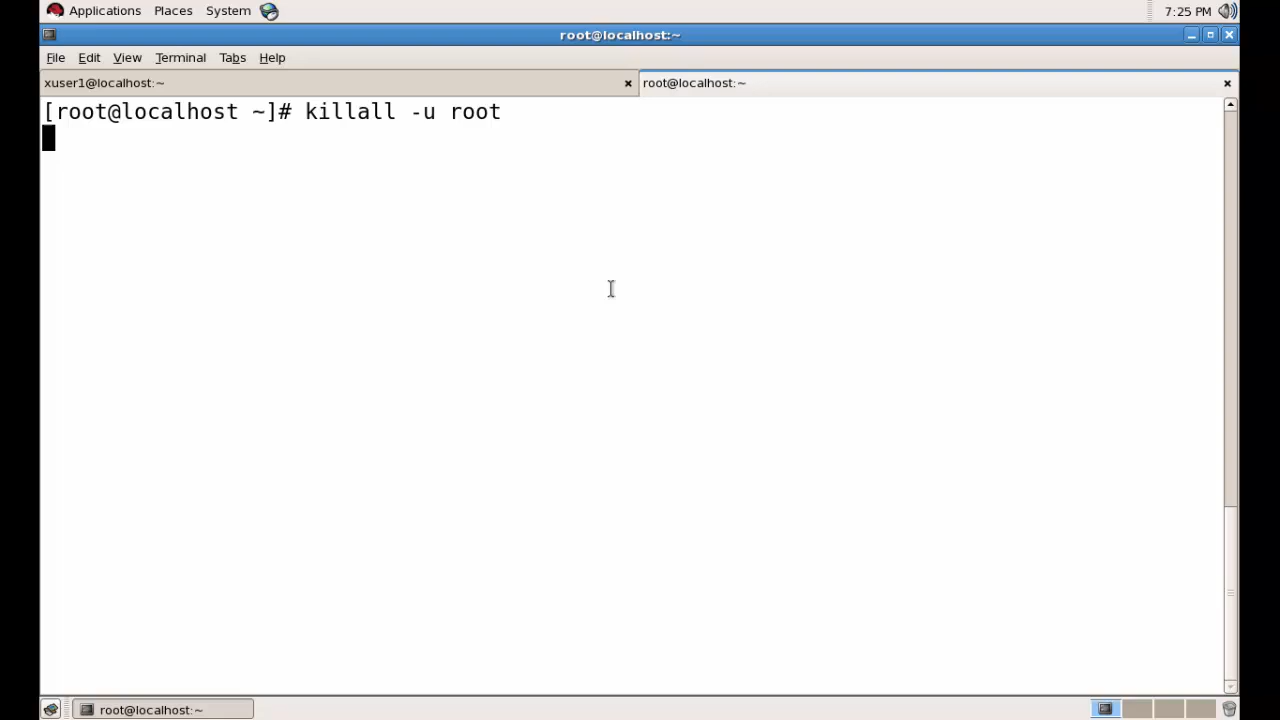 Applications Places System 7:25 PM
root@localhost:~
File Edit View Terminal Tabs Help
xuser1@localhost:~ root@localhost:~
[root@localhost ~]# killall -u root
root@localhost:~